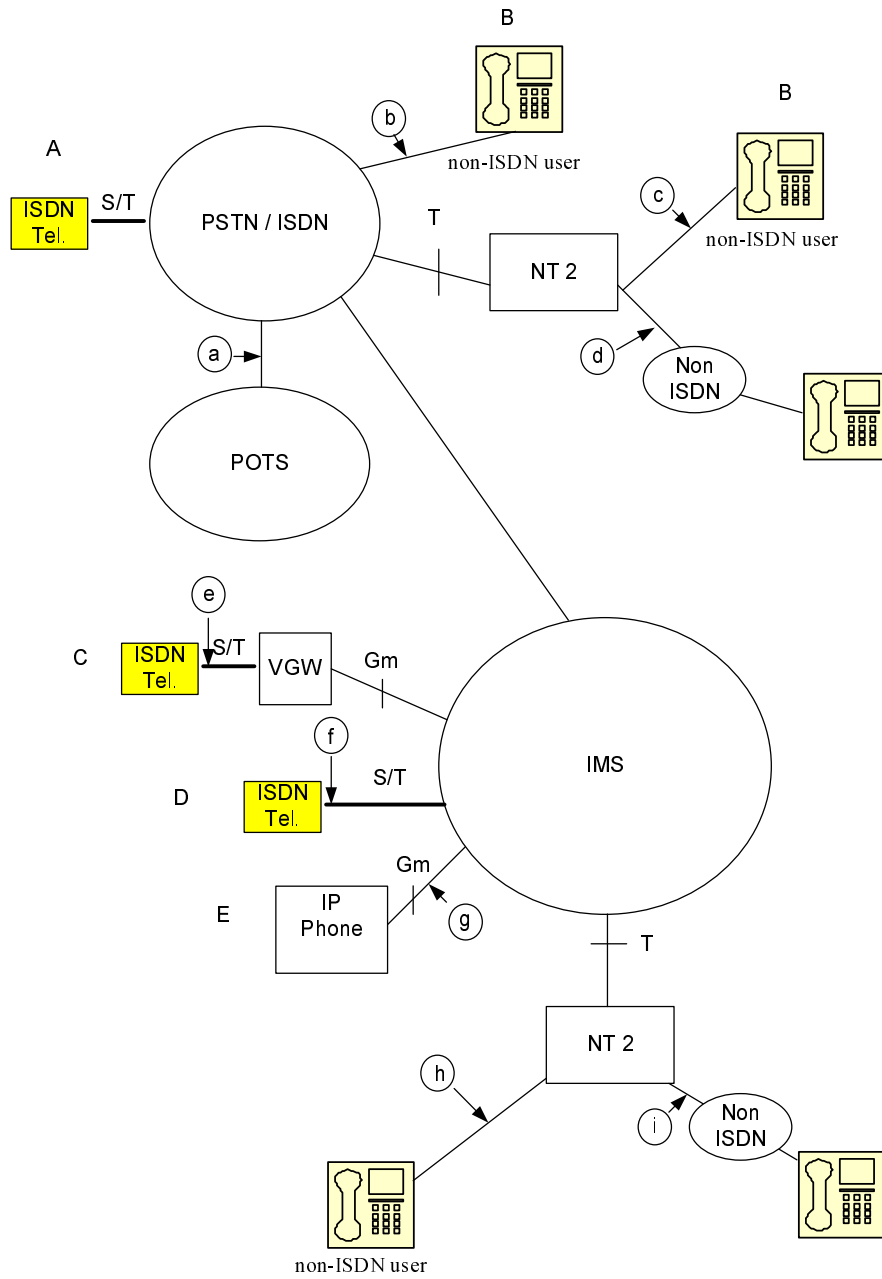 B
B
b
A
non-ISDN user
S/T
c
ISDN
Tel.
PSTN / ISDN
T
non-ISDN user
NT 2
a
d
Non
ISDN
POTS
e
S/T
C
ISDN
Tel.
VGW
Gm
f
IMS
S/T
D
ISDN
Tel.
Gm
E
IP
Phone
g
T
NT 2
h
i
Non
ISDN
non-ISDN user